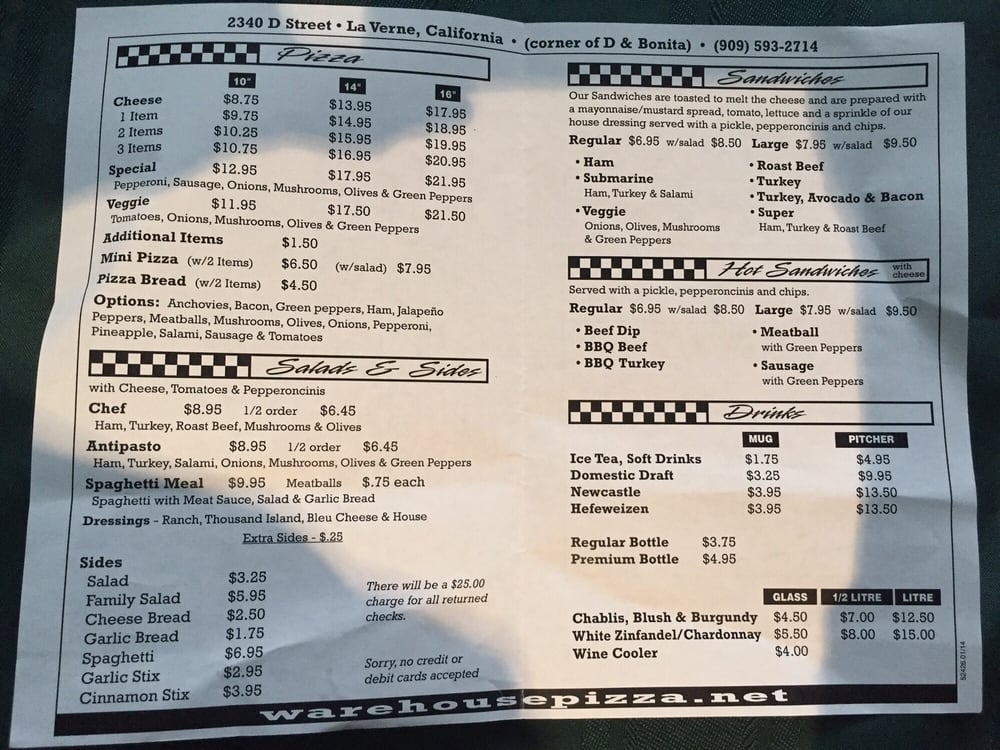 2340 D Street • La Verne, California • (corner of D & Bonita) • (909) 593-2714
Pizza
10" 14" 16"
Cheese $8.75 $13.95 $17.95
1 Item $9.75 $14.95 $18.95
2 Items $10.25 $15.95 $19.95
3 Items $10.75 $16.95 $20.95
Special $12.95 $17.95 $21.95
Pepperoni, Sausage, Onions, Mushrooms, Olives & Green Peppers
Veggie $11.95 $17.50 $21.50
Tomatoes, Onions, Mushrooms, Olives & Green Peppers
Additional Items $1.50
Mini Pizza (w/2 Items) $6.50 (w/salad) $7.95
Pizza Bread (w/2 Items) $4.50
Options: Anchovies, Bacon, Green peppers, Ham, Jalapeño
Peppers, Meatballs, Mushrooms, Olives, Onions, Pepperoni,
Pineapple, Salami, Sausage & Tomatoes
Salads & Sides
with Cheese, Tomatoes & Pepperoncinis
Chef $8.95 1/2 order $6.45
Ham, Turkey, Roast Beef, Mushrooms & Olives
Antipasto $8.95 1/2 order $6.45
Ham, Turkey, Salami, Onions, Mushrooms, Olives & Green Peppers
Spaghetti Meal $9.95 Meatballs $.75 each
Spaghetti with Meat Sauce, Salad & Garlic Bread
Dressings - Ranch, Thousand Island, Bleu Cheese & House
Extra Sides - $.25
Sides
Salad $3.25
Family Salad $5.95
Cheese Bread $2.50
Garlic Bread $1.75
Spaghetti $6.95
Garlic Stix $2.95
Cinnamon Stix $3.95
There will be a $25.00
charge for all returned
checks.
Sorry, no credit or
debit cards accepted
Sandwiches
Our Sandwiches are toasted to melt the cheese and are prepared with
a mayonnaise/mustard spread, tomato, lettuce and a sprinkle of our
house dressing served with a pickle, pepperoncinis and chips.
Regular $6.95 w/salad $8.50 Large $7.95 w/salad $9.50
• Ham
• Submarine
Ham, Turkey & Salami
• Veggie
Onions, Olives, Mushrooms
& Green Peppers
• Roast Beef
• Turkey
• Turkey, Avocado & Bacon
• Super
Ham, Turkey & Roast Beef
Hot Sandwiches with
cheese
Served with a pickle, pepperoncinis and chips.
Regular $6.95 w/salad $8.50 Large $7.95 w/salad $9.50
• Beef Dip
• BBQ Beef
• BBQ Turkey
• Meatball
with Green Peppers
• Sausage
with Green Peppers
Drinks
MUG PITCHER
Ice Tea, Soft Drinks $1.75 $4.95
Domestic Draft $3.25 $9.95
Newcastle $3.95 $13.50
Hefeweizen $3.95 $13.50
Regular Bottle $3.75
Premium Bottle $4.95
GLASS 1/2 LITRE LITRE
Chablis, Blush & Burgundy $4.50 $7.00 $12.50
White Zinfandel/Chardonnay $5.50 $8.00 $15.00
Wine Cooler $4.00
52426.01/14
warehousepizza.net